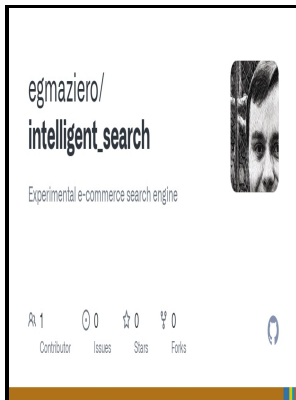 egmaziero/
intelligent_search
Experimental e-commerce search engine
1 0 0 0
Contributor Issues Stars Forks